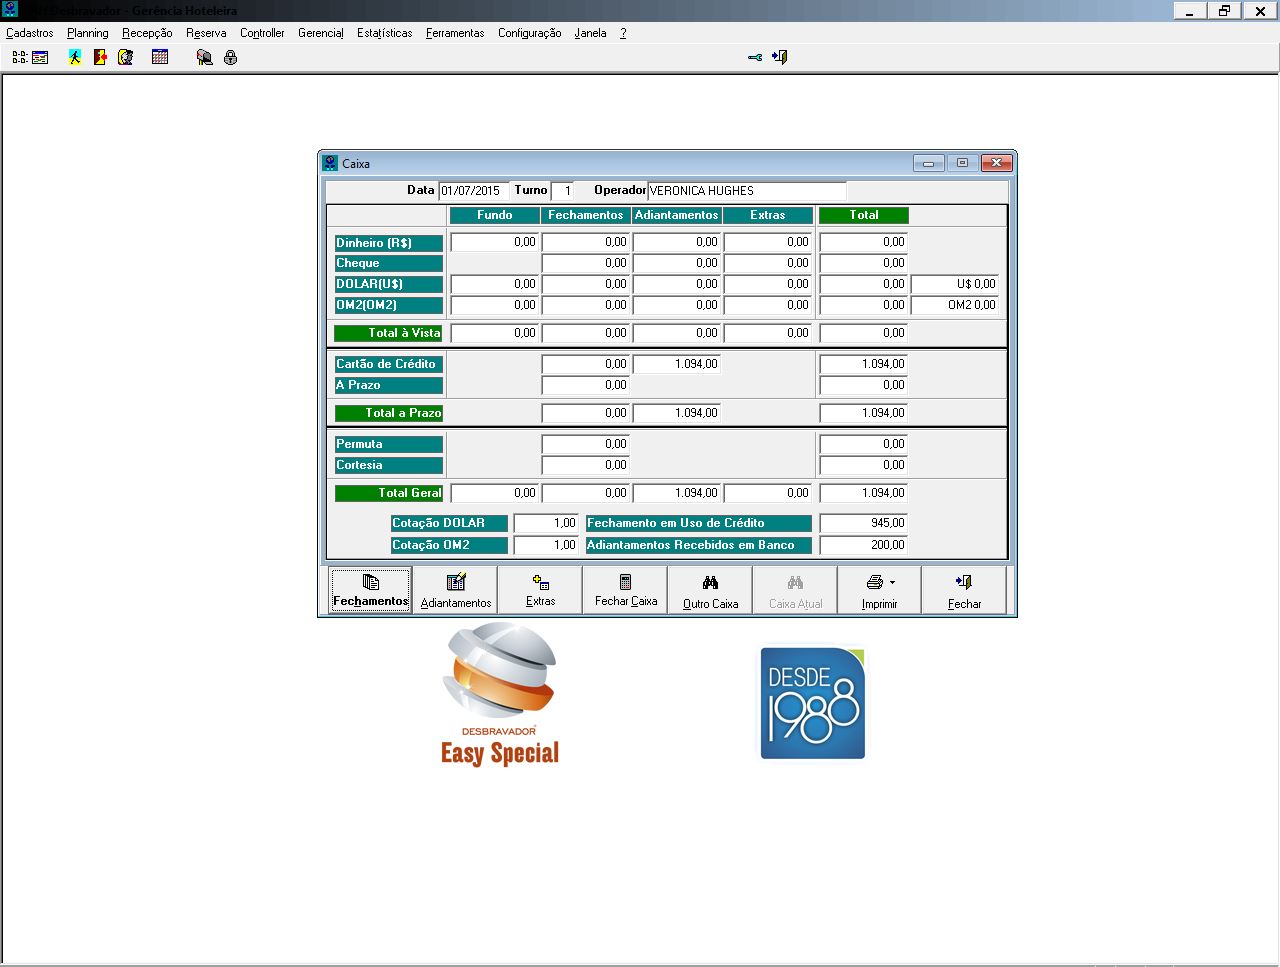 Desbravador - Gerência Hoteleira
Cadastros Planning Recepção Reserva Controller Gerencial Estatísticas Ferramentas Configuração Janela ?
Caixa
Data 01/07/2015 Turno 1 Operador VERONICA HUGHES
Fundo Fechamentos Adiantamentos Extras Total
Dinheiro (R$) 0,00 0,00 0,00 0,00 0,00
Cheque 0,00 0,00 0,00 0,00
DOLAR(U$) 0,00 0,00 0,00 0,00 0,00 U$ 0,00
OM2(OM2) 0,00 0,00 0,00 0,00 0,00 OM2 0,00
Total à Vista 0,00 0,00 0,00 0,00 0,00
Cartão de Crédito 0,00 1.094,00 1.094,00
A Prazo 0,00 0,00
Total a Prazo 0,00 1.094,00 1.094,00
Permuta 0,00 0,00
Cortesia 0,00 0,00
Total Geral 0,00 0,00 1.094,00 0,00 1.094,00
Cotação DOLAR 1,00 Fechamento em Uso de Crédito 945,00
Cotação OM2 1,00 Adiantamentos Recebidos em Banco 200,00
Fechamentos Adiantamentos Extras Fechar Caixa Outro Caixa Caixa Atual Imprimir Fechar
DESBRAVADOR
Easy Special
DESDE
1988